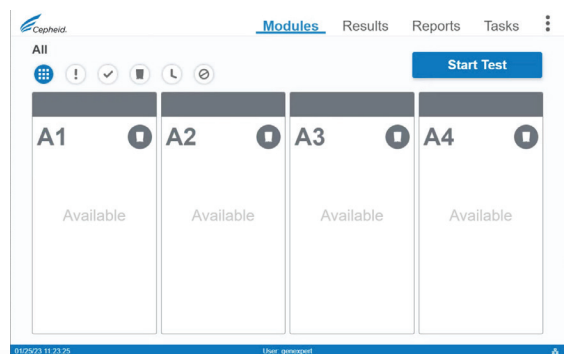 Cepheid.
Modules Results Reports Tasks
All
Start Test
A1 A2 A3 A4
Available Available Available Available
01/25/23 11:23:25 User genexpert